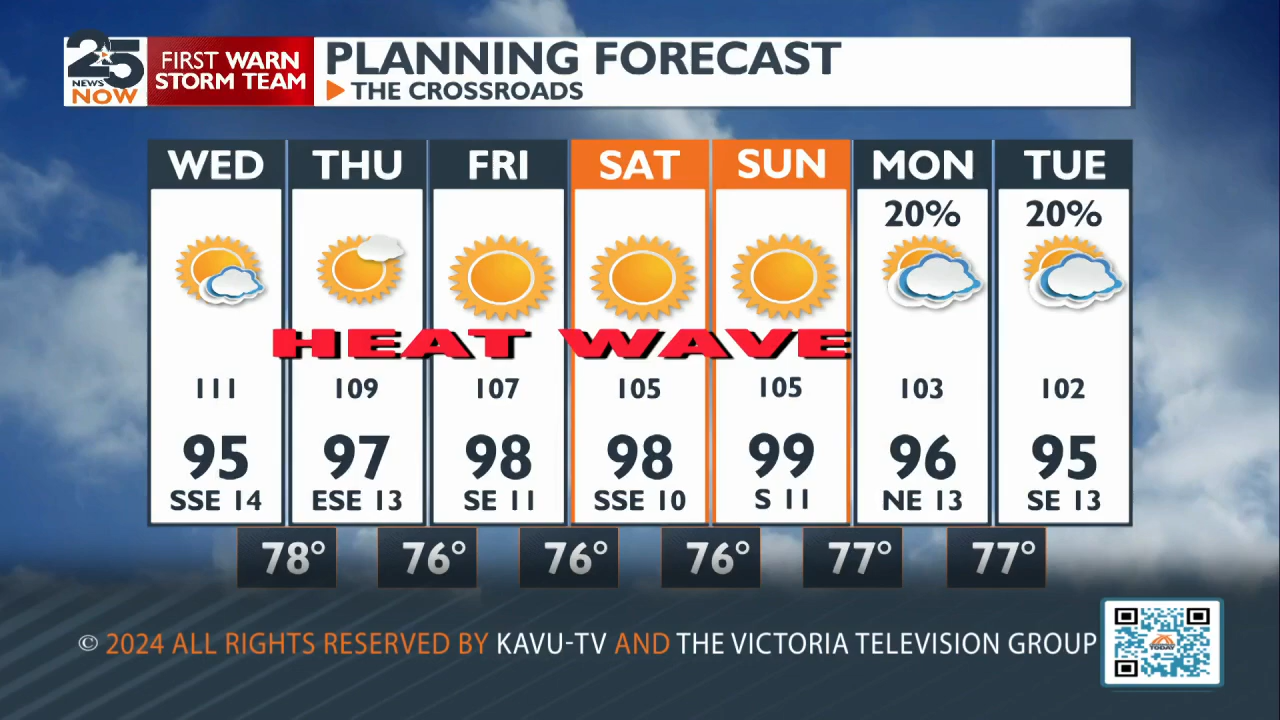 25
NEWS
NOW
FIRST WARN
STORM TEAM
PLANNING FORECAST
THE CROSSROADS
WED THU FRI SAT SUN MON TUE
20% 20%
HEAT WAVE
111 109 107 105 105 103 102
95 97 98 98 99 96 95
SSE 14 ESE 13 SE 11 SSE 10 S 11 NE 13 SE 13
78° 76° 76° 76° 77° 77°
© 2024 ALL RIGHTS RESERVED BY KAVU-TV AND THE VICTORIA TELEVISION GROUP
TODAY